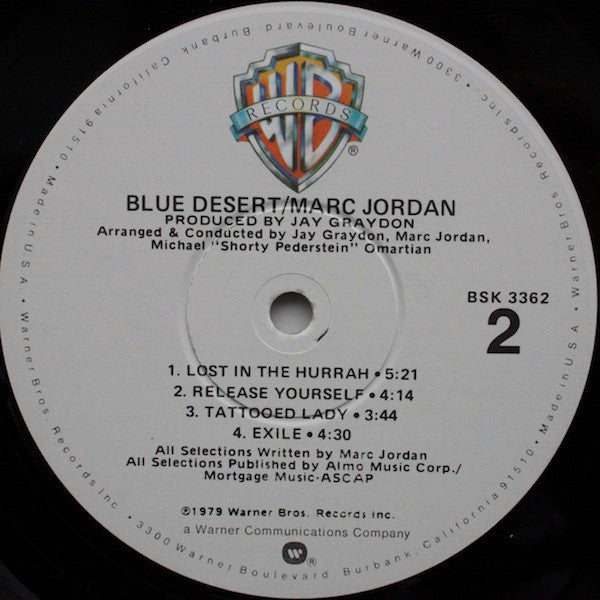 3300 Warner Boulevard, Burbank, California 91510 • Made in U.S.A. • Warner Bros. Records Inc. • 3300 Warner Boulevard, Burbank, California 91510 • Made in U.S.A. • Warner Bros. Records Inc. •
WB
RECORDS
®
BLUE DESERT/MARC JORDAN
PRODUCED BY JAY GRAYDON
Arranged & Conducted by Jay Graydon, Marc Jordan,
Michael "Shorty Pederstein" Omartian
BSK 3362
2
1. LOST IN THE HURRAH • 5:21
2. RELEASE YOURSELF • 4:14
3. TATTOOED LADY • 3:44
4. EXILE • 4:30
All Selections Written by Marc Jordan
All Selections Published by Almo Music Corp./
Mortgage Music-ASCAP
℗1979 Warner Bros. Records Inc.
a Warner Communications Company
W
®